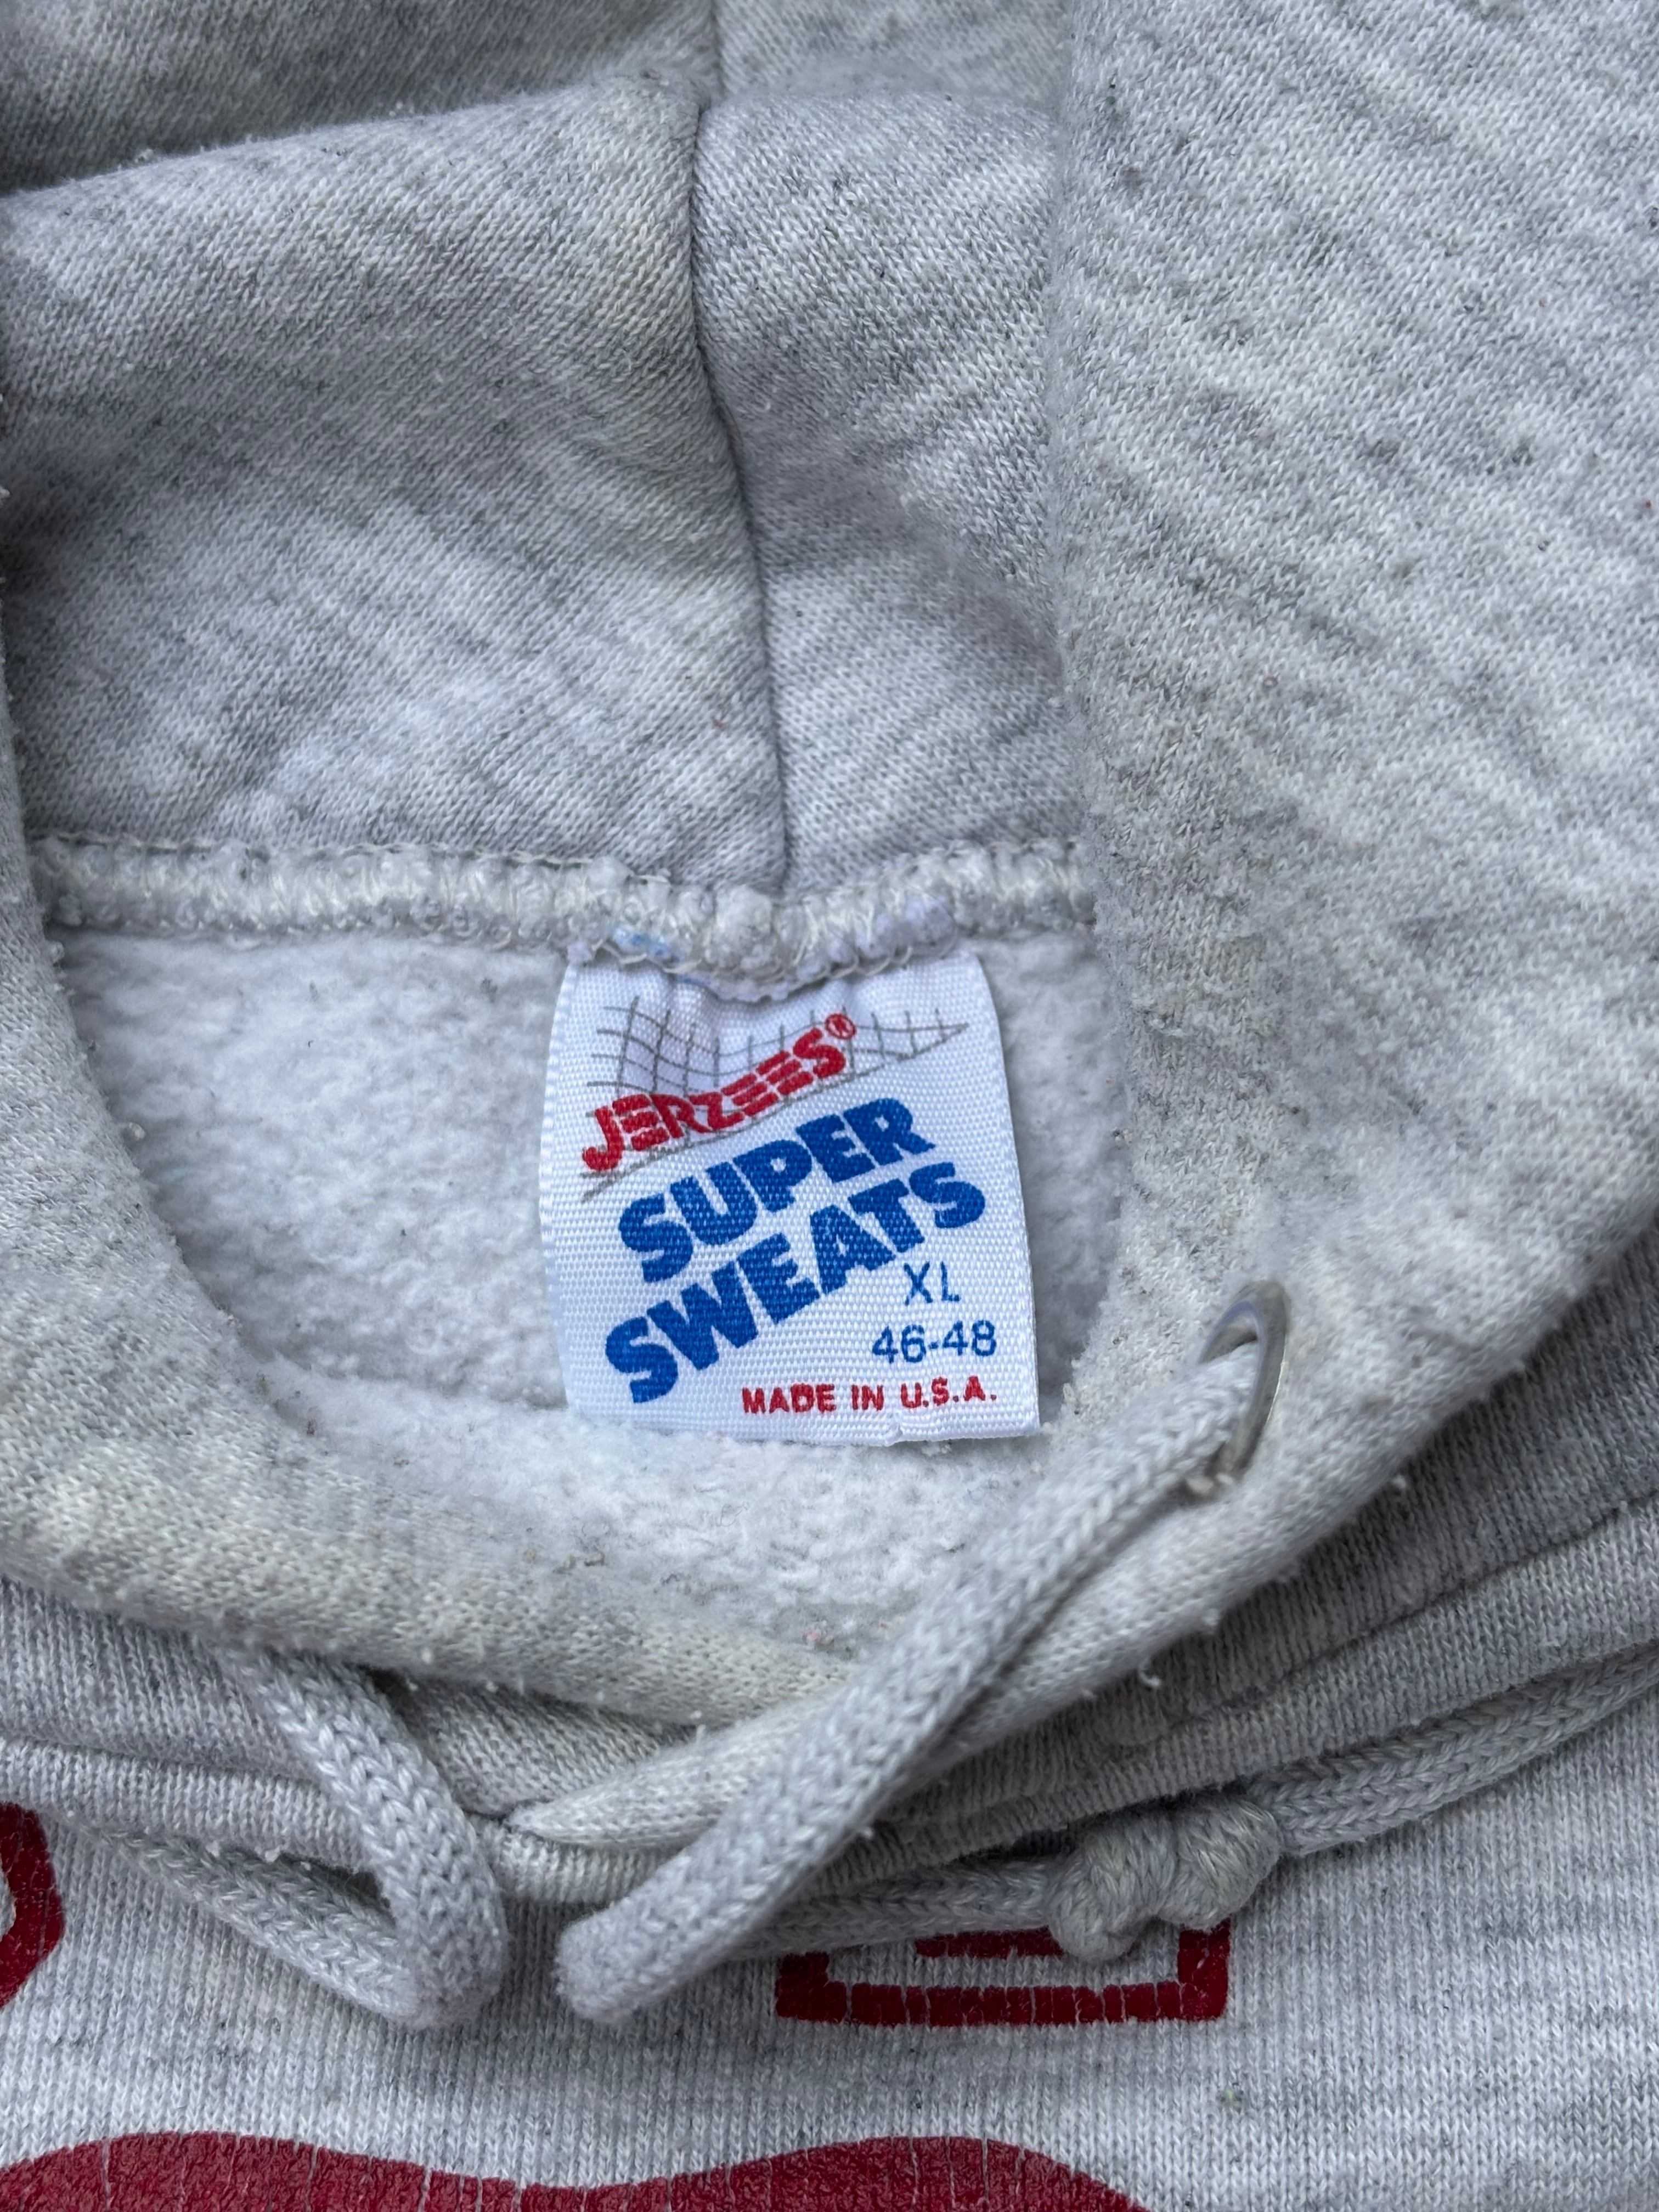 JERZEES®
SUPER
SWEATS
XL
46-48
MADE IN U.S.A.